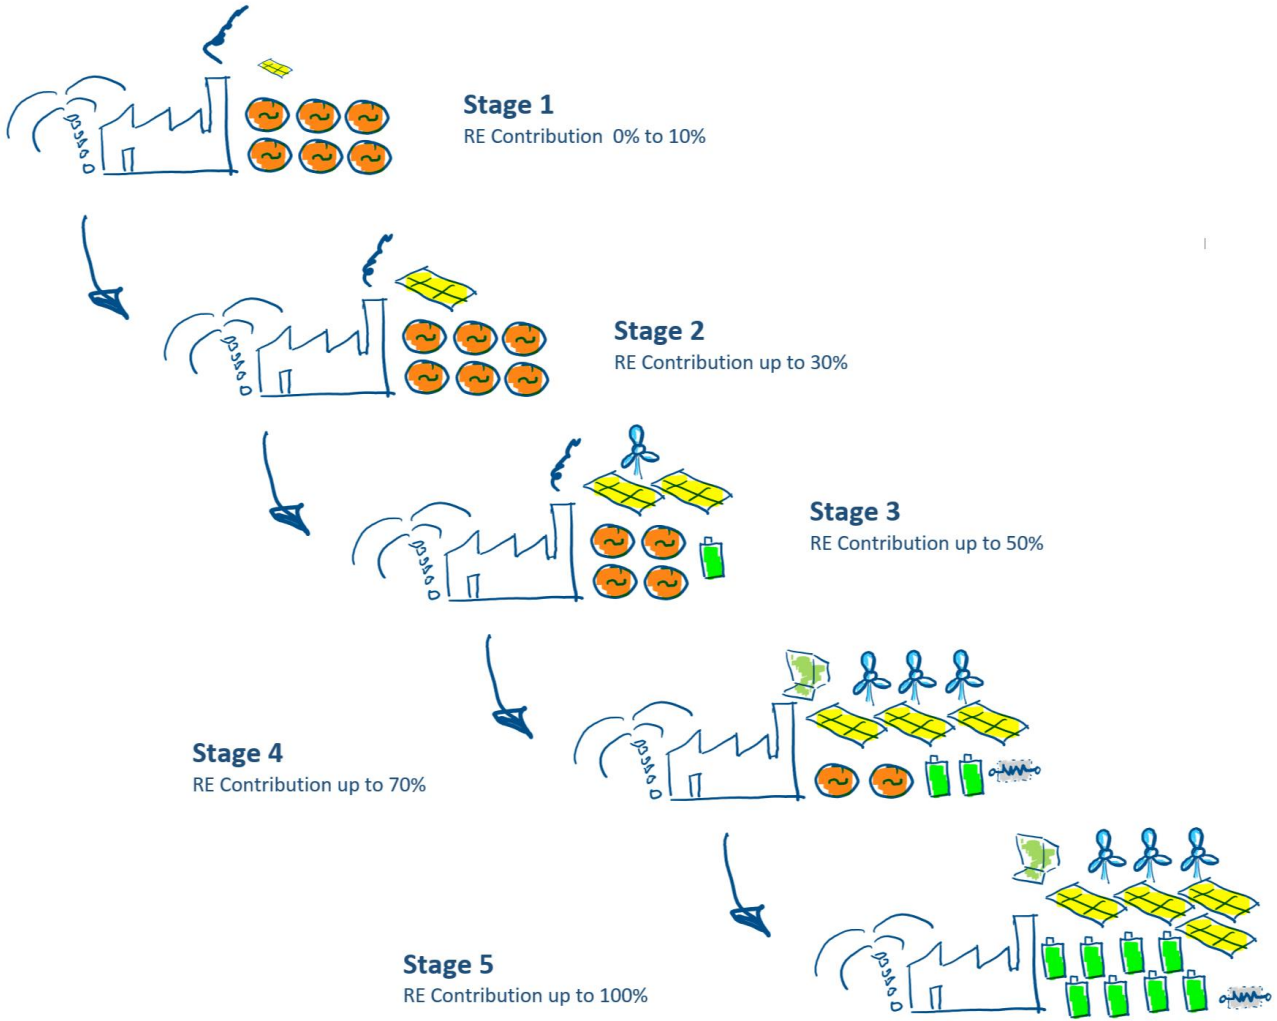 Stage 1
RE Contribution 0% to 10%
Stage 2
RE Contribution up to 30%
Stage 3
RE Contribution up to 50%
Stage 4
RE Contribution up to 70%
Stage 5
RE Contribution up to 100%